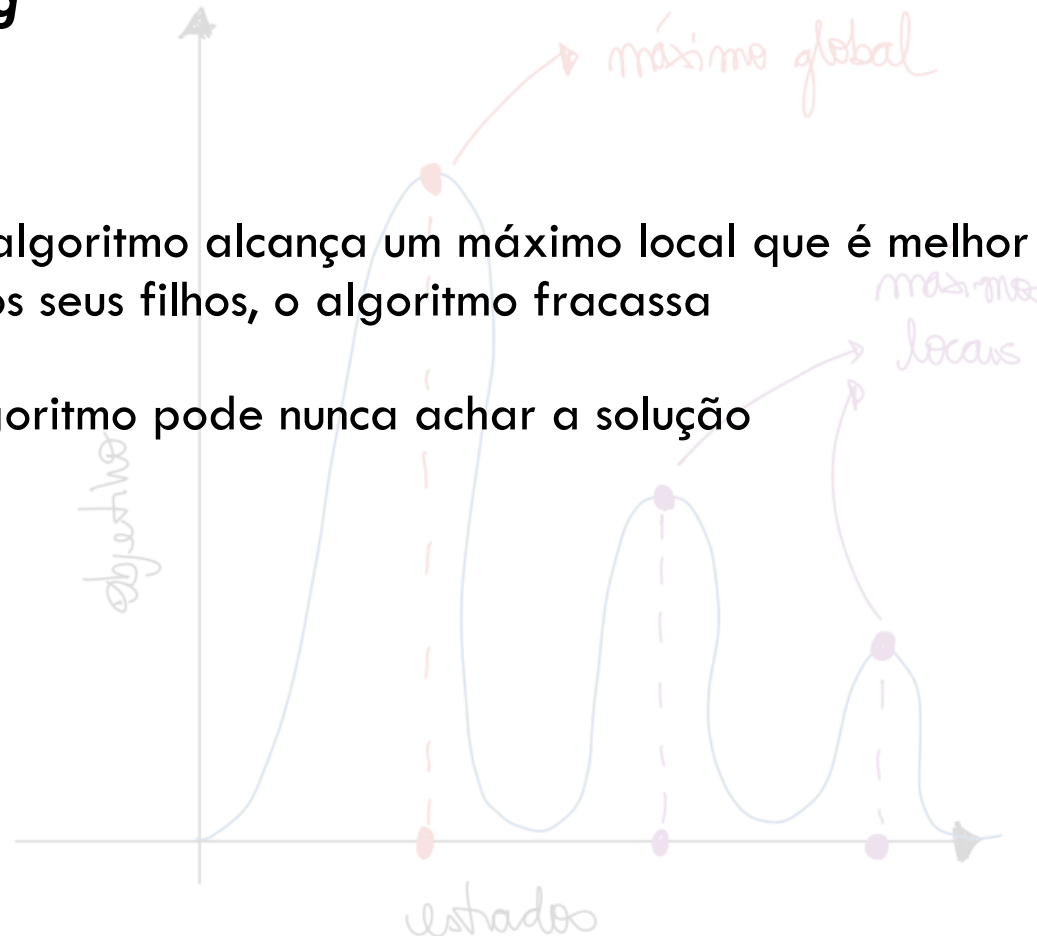 g
máximo global
algoritmo alcança um máximo local que é melhor
os seus filhos, o algoritmo fracassa
máximos
locais
goritmo pode nunca achar a solução
objetivo
estados